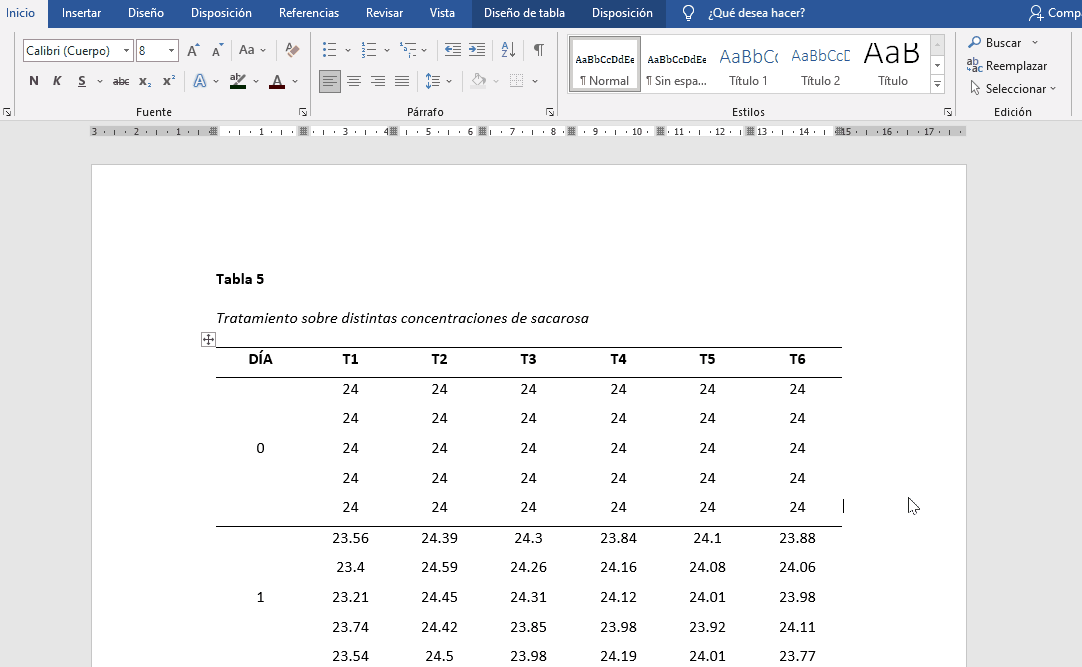 Inicio Insertar Diseño Disposición Referencias Revisar Vista Diseño de tabla Disposición ¿Qué desea hacer? Comp
Calibri (Cuerpo) 8 A A Aa A Buscar
AaBbCcDdEe AaBbCcDdEe AaBbCc AaBbCcD AaB Reemplazar
N K S abc x₂ x² A ab A ¶ Normal ¶ Sin espa... Título 1 Título 2 Título Seleccionar
Fuente Párrafo Estilos Edición
3 2 1 1 3 4 5 6 7 8 9 10 11 12 13 14 15 16 17
Tabla 5
Tratamiento sobre distintas concentraciones de sacarosa
DÍA T1 T2 T3 T4 T5 T6
24 24 24 24 24 24
24 24 24 24 24 24
0 24 24 24 24 24 24
24 24 24 24 24 24
24 24 24 24 24 24
23.56 24.39 24.3 23.84 24.1 23.88
23.4 24.59 24.26 24.16 24.08 24.06
1 23.21 24.45 24.31 24.12 24.01 23.98
23.74 24.42 23.85 23.98 23.92 24.11
23.54 24.5 23.98 24.19 24.01 23.77